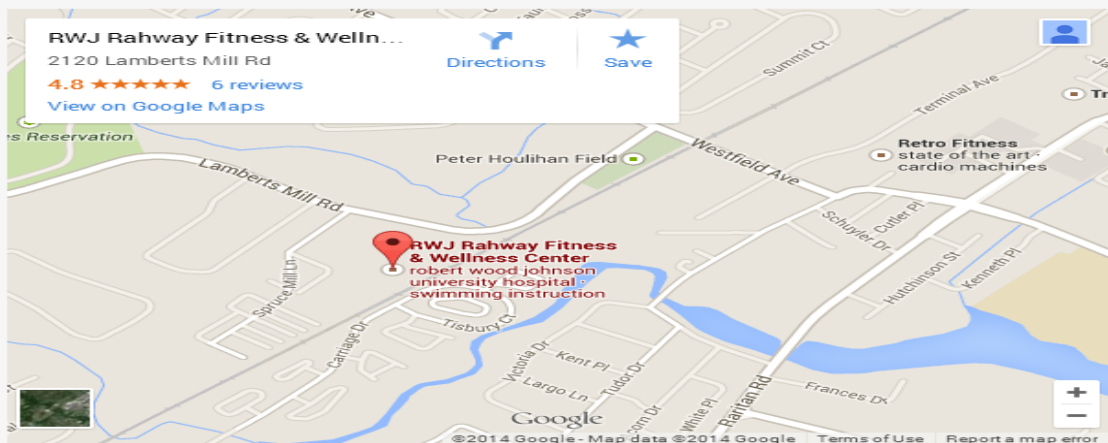 RWJ Rahway Fitness & Welln...
2120 Lamberts Mill Rd
4.8 ★★★★★ 6 reviews
View on Google Maps
Directions
Save
Summit Ct
Terminal Ave
es Reservation
Lamberts Mill Rd
Peter Houlihan Field
Westfield Ave
Retro Fitness
state of the art ·
cardio machines
RWJ Rahway Fitness
& Wellness Center
robert wood johnson
university hospital ·
swimming instruction
Spruce Mill Ln
Carriage Dr
Tisbury Ct
Schuyler Dr
Cutler Pl
Hutchinson St
Kenneth Pl
Victoria Dr
Kent Pl
Largo Ln
Tudor Dr
corn Dr
White Pl
Raritan Rd
Frances D
+
−
Google
©2014 Google - Map data ©2014 Google
Terms of Use
Report a map error